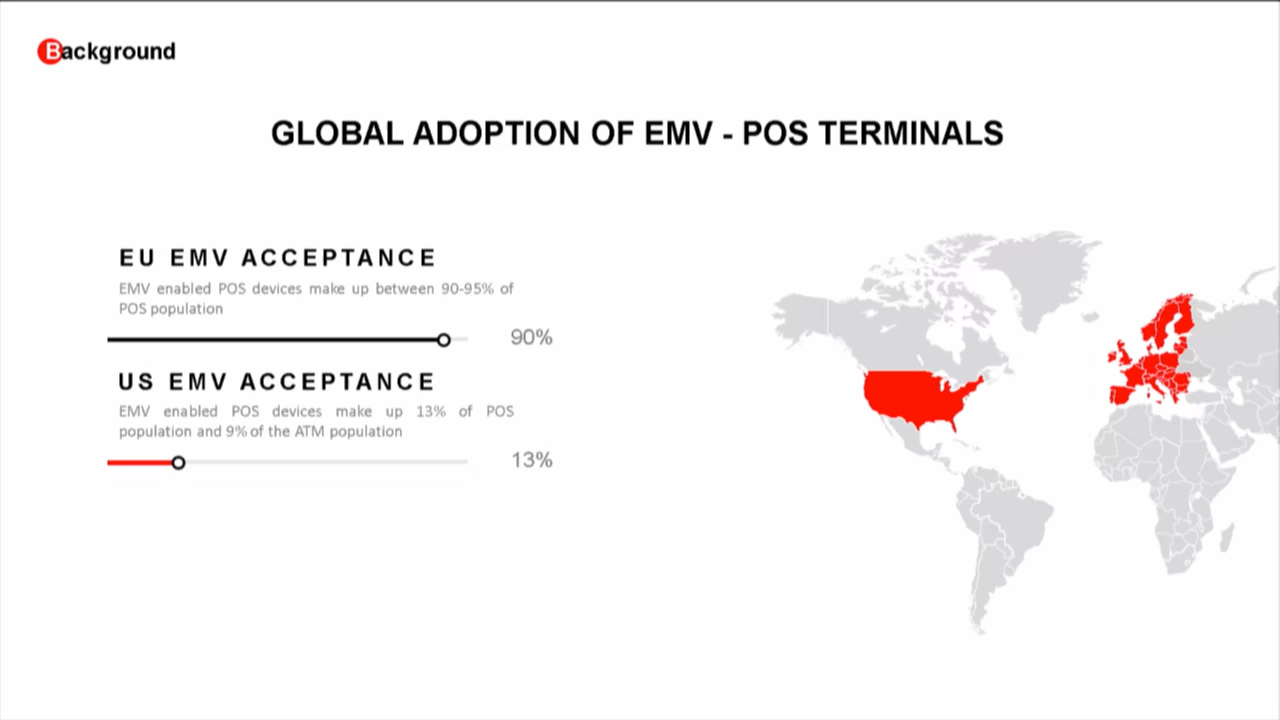 Background
GLOBAL ADOPTION OF EMV - POS TERMINALS
EU EMV ACCEPTANCE
EMV enabled POS devices make up between 90-95% of
POS population
90%
US EMV ACCEPTANCE
EMV enabled POS devices make up 13% of POS
population and 9% of the ATM population
13%